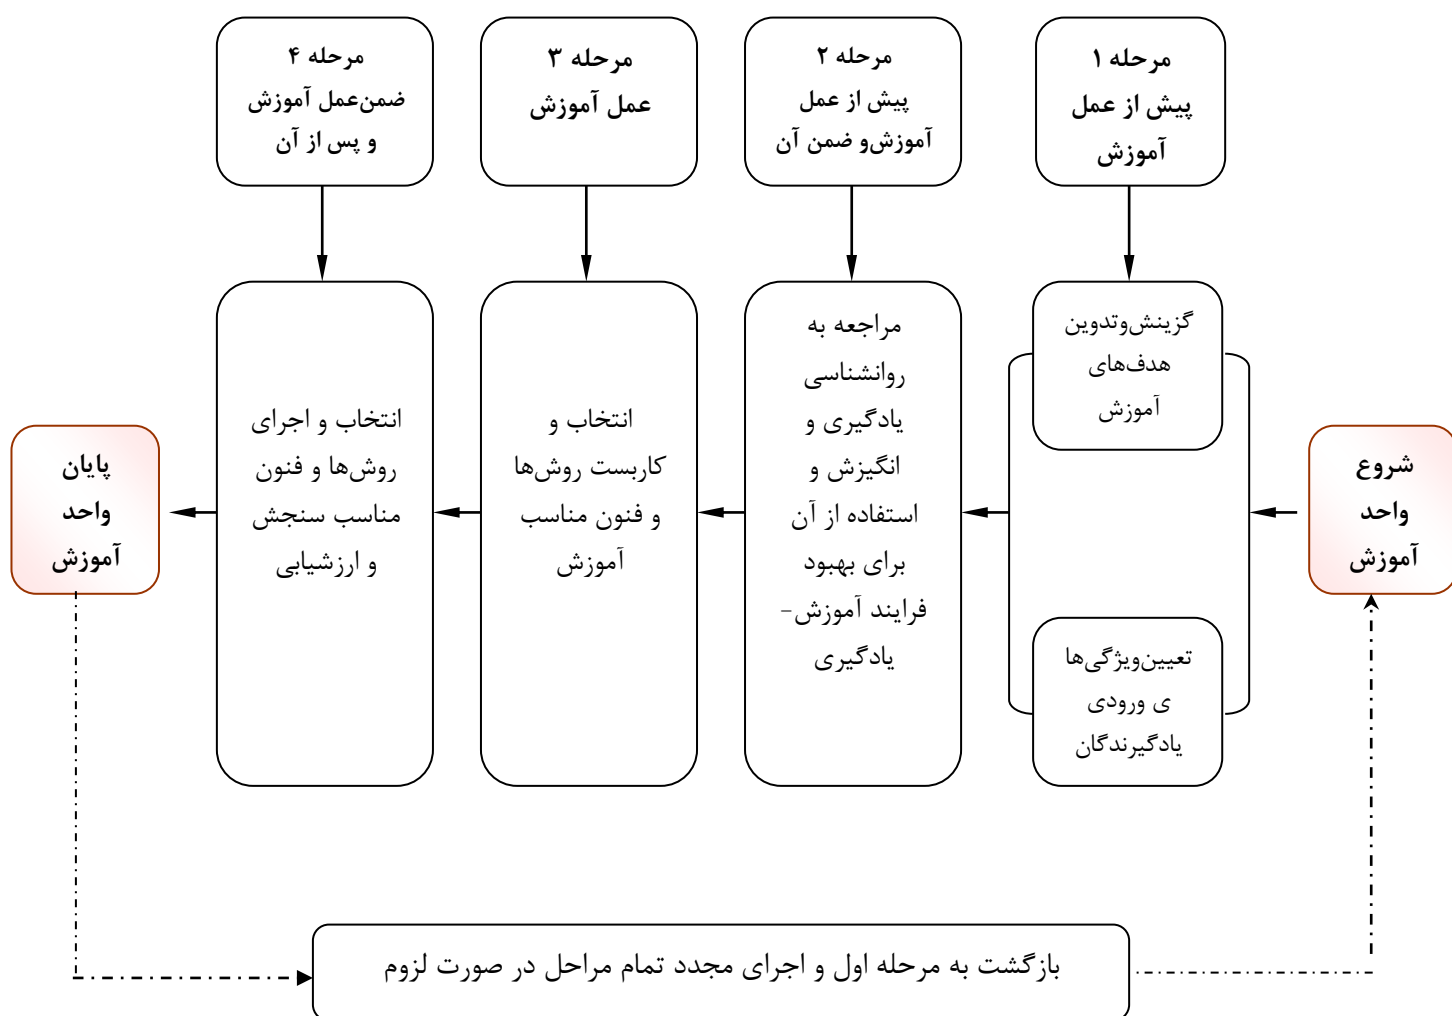 مرحله ۱
پیش از عمل
آموزش
مرحله ۲
پیش از عمل
آموزش‌و ضمن آن
مرحله ۳
عمل آموزش
مرحله ۴
ضمن‌عمل آموزش
و پس از آن
شروع
واحد
آموزش
گزینش‌وتدوین
هدف‌های
آموزش
تعیین‌ویژگی‌ها
ی ورودی
یادگیرندگان
مراجعه به
روانشناسی
یادگیری و
انگیزش و
استفاده از آن
برای بهبود
فرایند آموزش-
یادگیری
انتخاب و
کاربست روش‌ها
و فنون مناسب
آموزش
انتخاب و اجرای
روش‌ها و فنون
مناسب سنجش
و ارزشیابی
پایان
واحد
آموزش
بازگشت به مرحله اول و اجرای مجدد تمام مراحل در صورت لزوم